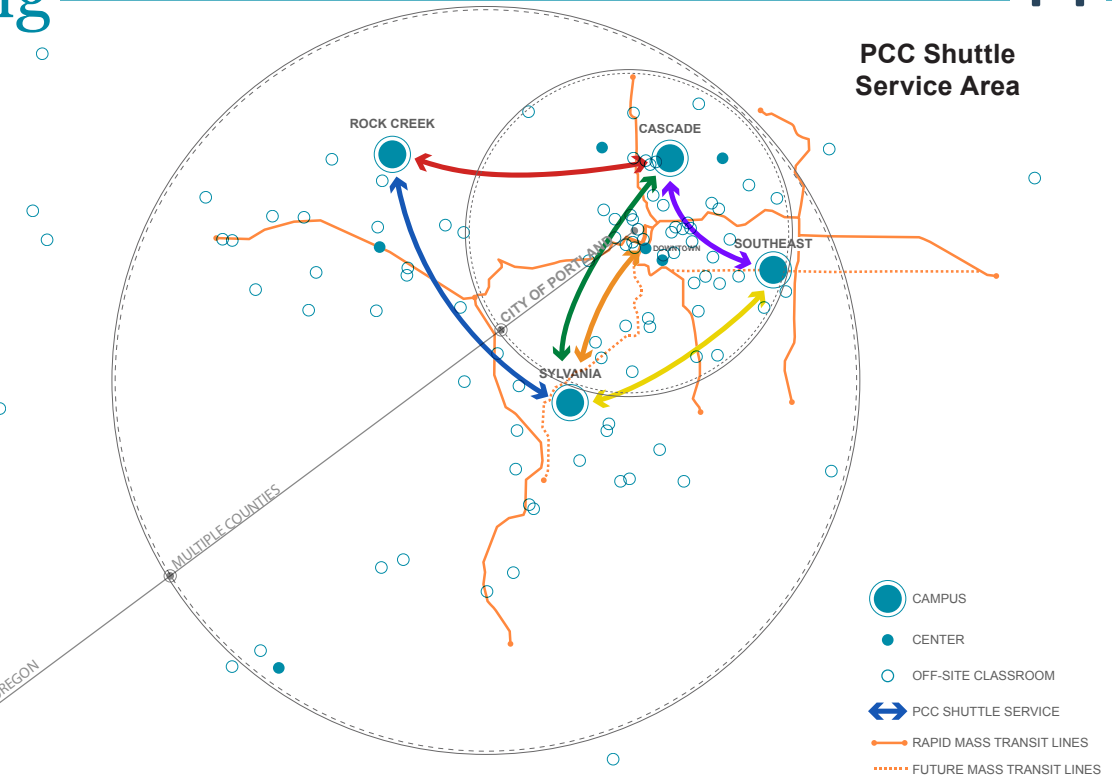 PCC Shuttle
Service Area
ROCK CREEK
CASCADE
SOUTHEAST
DOWNTOWN
CITY OF PORTLAND
SYLVANIA
MULTIPLE COUNTIES
CAMPUS
CENTER
OFF-SITE CLASSROOM
PCC SHUTTLE SERVICE
RAPID MASS TRANSIT LINES
FUTURE MASS TRANSIT LINES